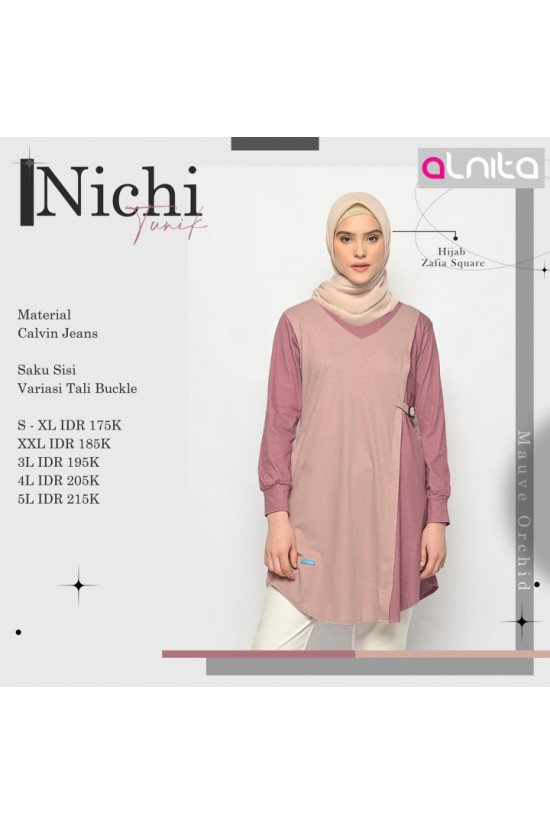 Nichi
Tunik
alnita
Hijab
Zafia Square
Material
Calvin Jeans
Saku Sisi
Variasi Tali Buckle
S - XL IDR 175K
XXL IDR 185K
3L IDR 195K
4L IDR 205K
5L IDR 215K
Mauve Orchid